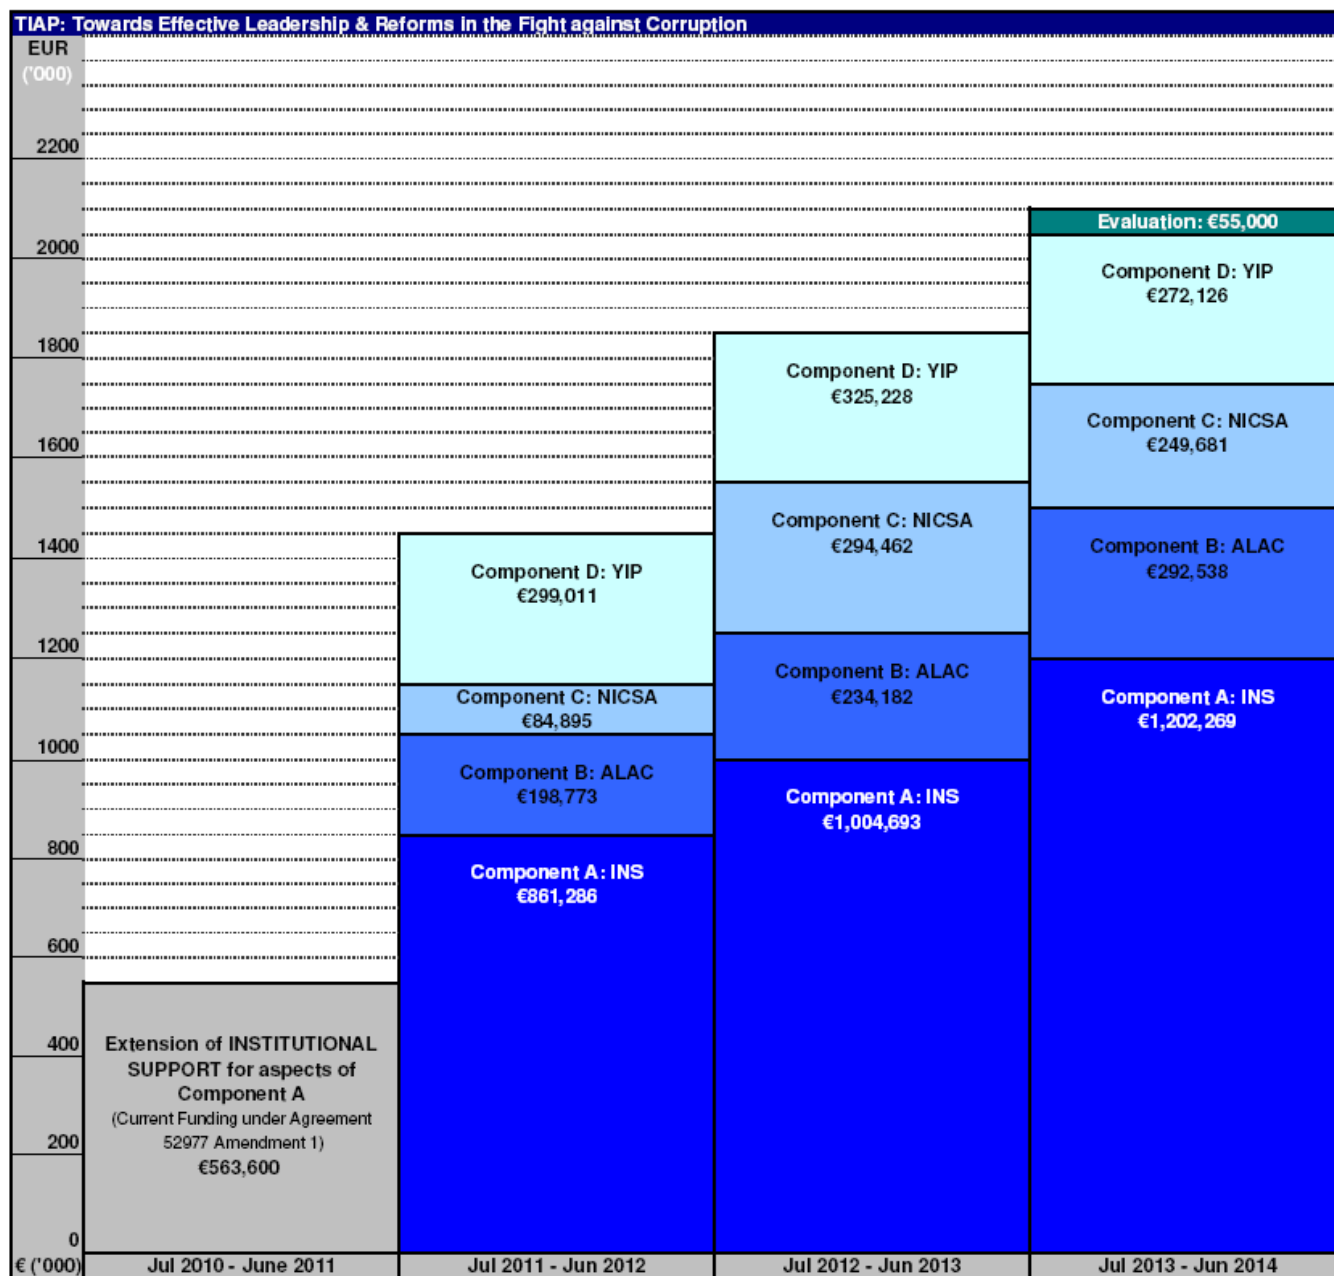 TIAP: Towards Effective Leadership & Reforms in the Fight against Corruption
EUR
('000)
2200
2000
1800
1600
1400
1200
1000
800
600
400
200
0
€ ('000)
Extension of INSTITUTIONAL
SUPPORT for aspects of
Component A
(Current Funding under Agreement
52977 Amendment 1)
€563,600
Jul 2010 - June 2011
Component D: YIP
€299,011
Component C: NICSA
€84,895
Component B: ALAC
€198,773
Component A: INS
€861,286
Jul 2011 - Jun 2012
Component D: YIP
€325,228
Component C: NICSA
€294,462
Component B: ALAC
€234,182
Component A: INS
€1,004,693
Jul 2012 - Jun 2013
Evaluation: €55,000
Component D: YIP
€272,126
Component C: NICSA
€249,681
Component B: ALAC
€292,538
Component A: INS
€1,202,269
Jul 2013 - Jun 2014